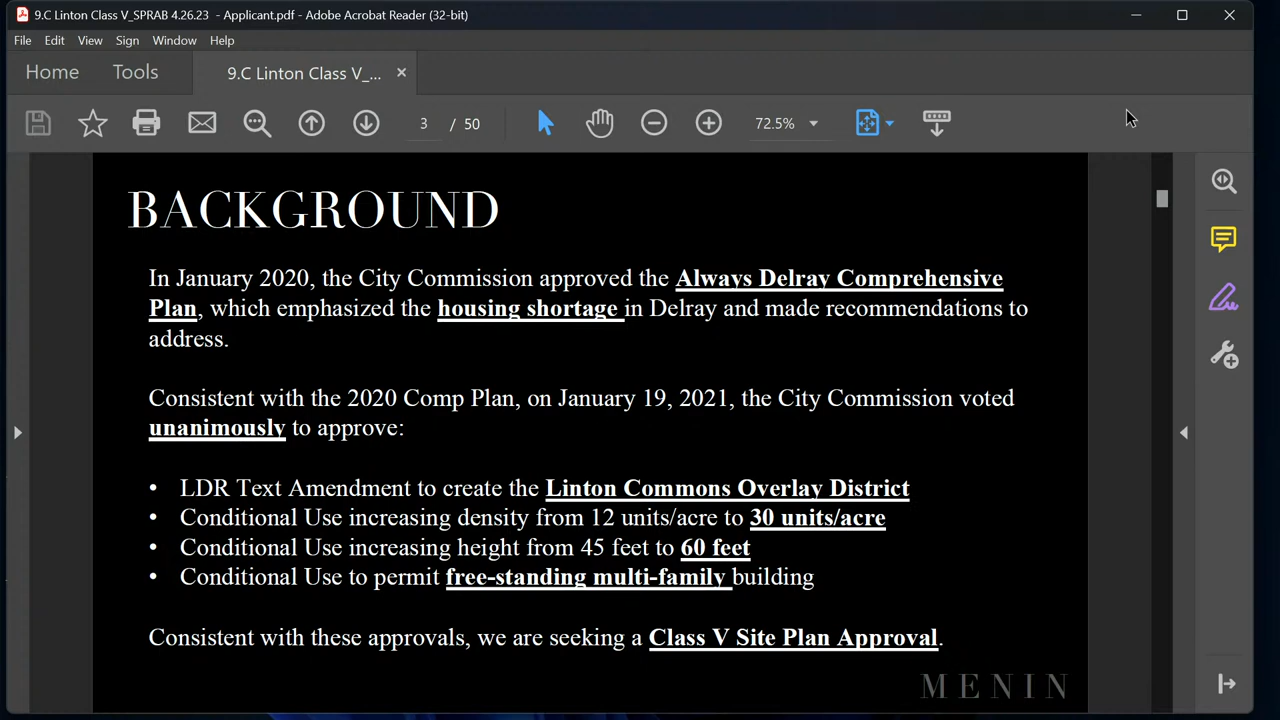 9.C Linton Class V_SPRAB 4.26.23 - Applicant.pdf - Adobe Acrobat Reader (32-bit)
File Edit View Sign Window Help
Home Tools 9.C Linton Class V_...
3 / 50 72.5%
BACKGROUND
In January 2020, the City Commission approved the Always Delray Comprehensive
Plan, which emphasized the housing shortage in Delray and made recommendations to
address.
Consistent with the 2020 Comp Plan, on January 19, 2021, the City Commission voted
unanimously to approve:
• LDR Text Amendment to create the Linton Commons Overlay District
• Conditional Use increasing density from 12 units/acre to 30 units/acre
• Conditional Use increasing height from 45 feet to 60 feet
• Conditional Use to permit free-standing multi-family building
Consistent with these approvals, we are seeking a Class V Site Plan Approval.
MENIN